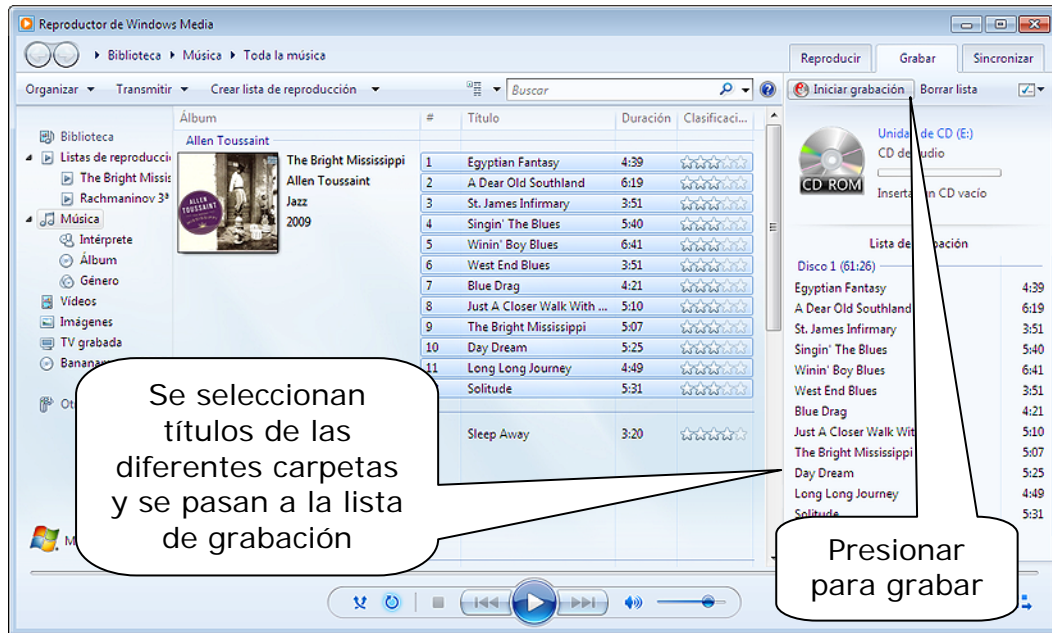 Reproductor de Windows Media
Biblioteca Música Toda la música
Reproducir Grabar Sincronizar
Organizar Transmitir Crear lista de reproducción Buscar
Iniciar grabación Borrar lista
Álbum # Título Duración Clasificaci...
Biblioteca
Listas de reproducci
The Bright Missis
Rachmaninov 3ª
Música
Intérprete
Álbum
Género
Vídeos
Imágenes
TV grabada
Allen Toussaint
ALLEN TOUSSAINT
The Bright Mississippi
Allen Toussaint
Jazz
2009
1 Egyptian Fantasy 4:39
2 A Dear Old Southland 6:19
3 St. James Infirmary 3:51
4 Singin' The Blues 5:40
5 Winin' Boy Blues 6:41
6 West End Blues 3:51
7 Blue Drag 4:21
8 Just A Closer Walk With ... 5:10
9 The Bright Mississippi 5:07
10 Day Dream 5:25
11 Long Long Journey 4:49
Solitude 5:31
Sleep Away 3:20
Se seleccionan
títulos de las
diferentes carpetas
y se pasan a la lista
de grabación
CD ROM
Unidad de CD (E:)
CD de audio
Insertar un CD vacío
Lista de grabación
Disco 1 (61:26)
Egyptian Fantasy 4:39
A Dear Old Southland 6:19
St. James Infirmary 3:51
Singin' The Blues 5:40
Winin' Boy Blues 6:41
West End Blues 3:51
Blue Drag 4:21
Just A Closer Walk Wit 5:10
The Bright Mississippi 5:07
Day Dream 5:25
Long Long Journey 4:49
Solitude 5:31
Presionar
para grabar